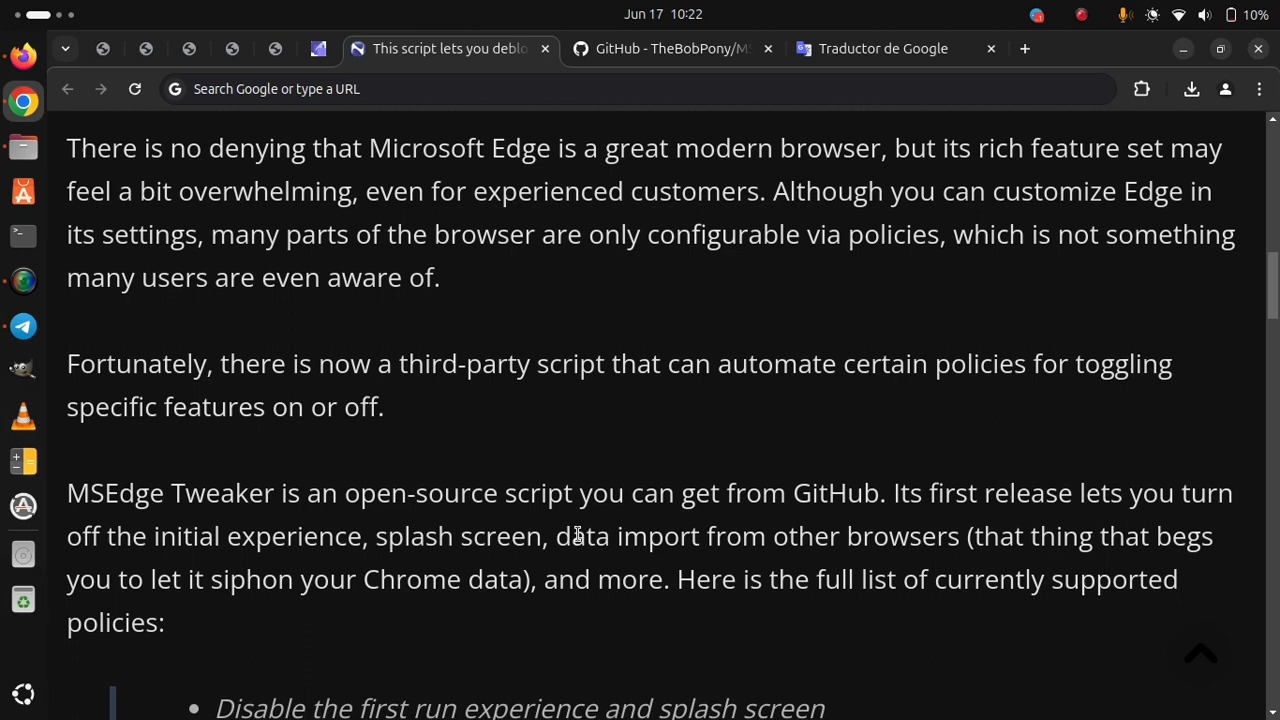 Jun 17 10:22
10%
This script lets you deblo
GitHub - TheBobPony/MS
Traductor de Google
Search Google or type a URL
There is no denying that Microsoft Edge is a great modern browser, but its rich feature set may
feel a bit overwhelming, even for experienced customers. Although you can customize Edge in
its settings, many parts of the browser are only configurable via policies, which is not something
many users are even aware of.
Fortunately, there is now a third-party script that can automate certain policies for toggling
specific features on or off.
MSEdge Tweaker is an open-source script you can get from GitHub. Its first release lets you turn
off the initial experience, splash screen, data import from other browsers (that thing that begs
you to let it siphon your Chrome data), and more. Here is the full list of currently supported
policies:
• Disable the first run experience and splash screen